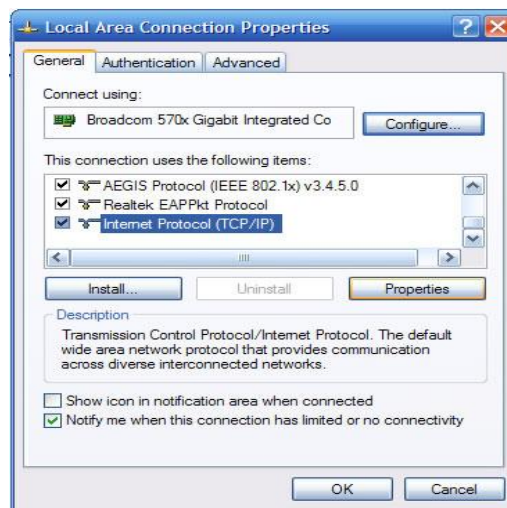 Local Area Connection Properties
General Authentication Advanced
Connect using:
Broadcom 570x Gigabit Integrated Co Configure...
This connection uses the following items:
AEGIS Protocol (IEEE 802.1x) v3.4.5.0
Realtek EAPPkt Protocol
Internet Protocol (TCP/IP)
Install... Uninstall Properties
Description
Transmission Control Protocol/Internet Protocol. The default
wide area network protocol that provides communication
across diverse interconnected networks.
Show icon in notification area when connected
Notify me when this connection has limited or no connectivity
OK Cancel